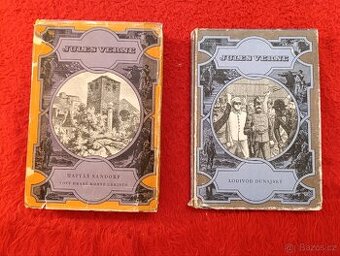 JULES VERNE
MATYÁŠ SANDORF
JULES VERNE
LODIVOD DUNAJSKÝ
Bazos.cz